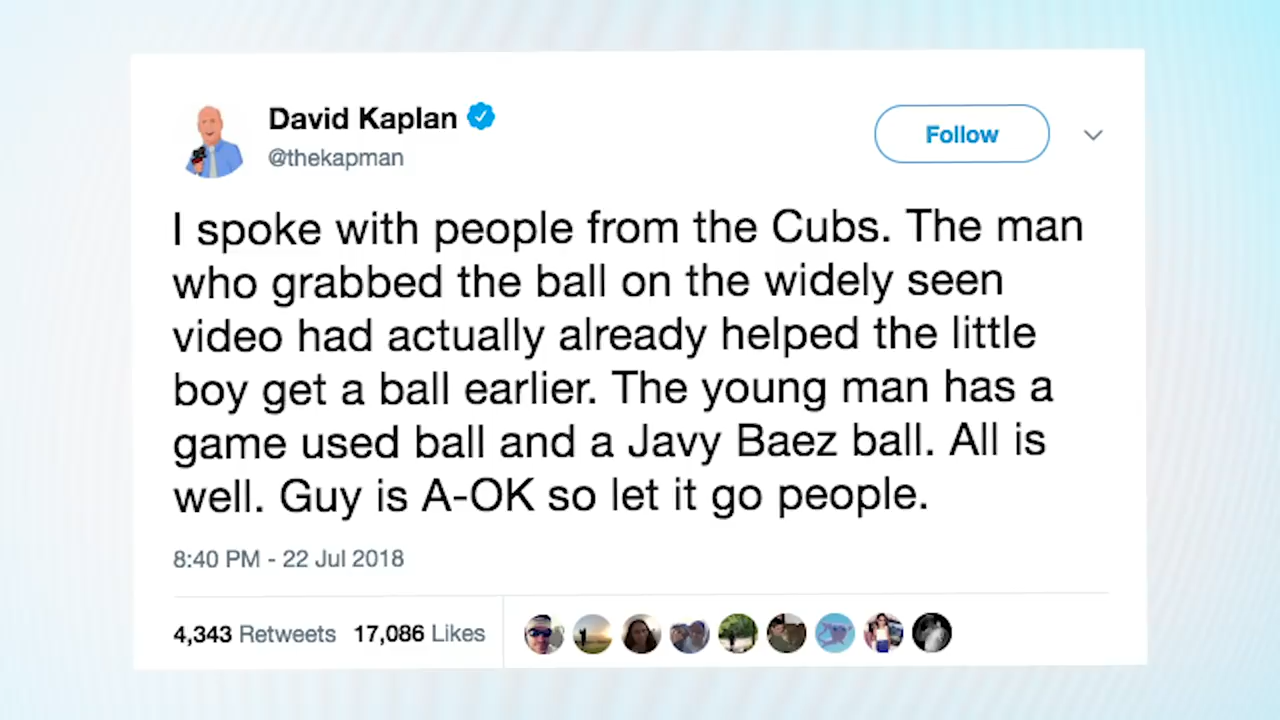 David Kaplan
@thekapman
Follow
I spoke with people from the Cubs. The man
who grabbed the ball on the widely seen
video had actually already helped the little
boy get a ball earlier. The young man has a
game used ball and a Javy Baez ball. All is
well. Guy is A-OK so let it go people.
8:40 PM - 22 Jul 2018
4,343 Retweets 17,086 Likes